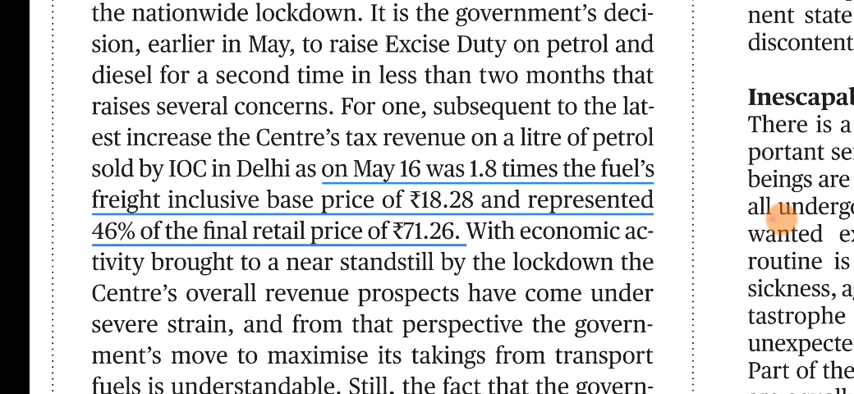 the nationwide lockdown. It is the government’s deci-
sion, earlier in May, to raise Excise Duty on petrol and
diesel for a second time in less than two months that
raises several concerns. For one, subsequent to the lat-
est increase the Centre’s tax revenue on a litre of petrol
sold by IOC in Delhi as on May 16 was 1.8 times the fuel’s
freight inclusive base price of ₹18.28 and represented
46% of the final retail price of ₹71.26. With economic ac-
tivity brought to a near standstill by the lockdown the
Centre’s overall revenue prospects have come under
severe strain, and from that perspective the govern-
ment’s move to maximise its takings from transport
fuels is understandable. Still, the fact that the govern-
nent state
discontent
There is a
portant se
beings are
all
wanted
routine is
sickness,
tastrophe
Part of the